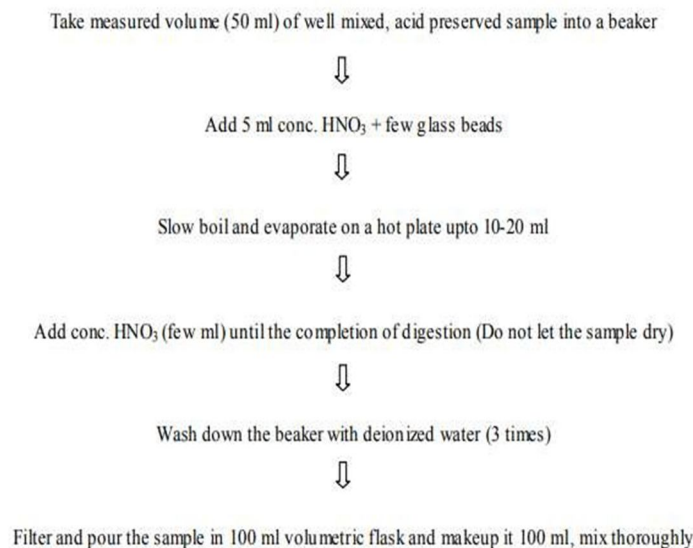 Take measured volume (50 ml) of well mixed, acid preserved sample into a beaker
⇩
Add 5 ml conc. HNO₃ + few glass beads
⇩
Slow boil and evaporate on a hot plate upto 10-20 ml
⇩
Add conc. HNO₃ (few ml) until the completion of digestion (Do not let the sample dry)
⇩
Wash down the beaker with deionized water (3 times)
⇩
Filter and pour the sample in 100 ml volumetric flask and makeup it 100 ml, mix thoroughly